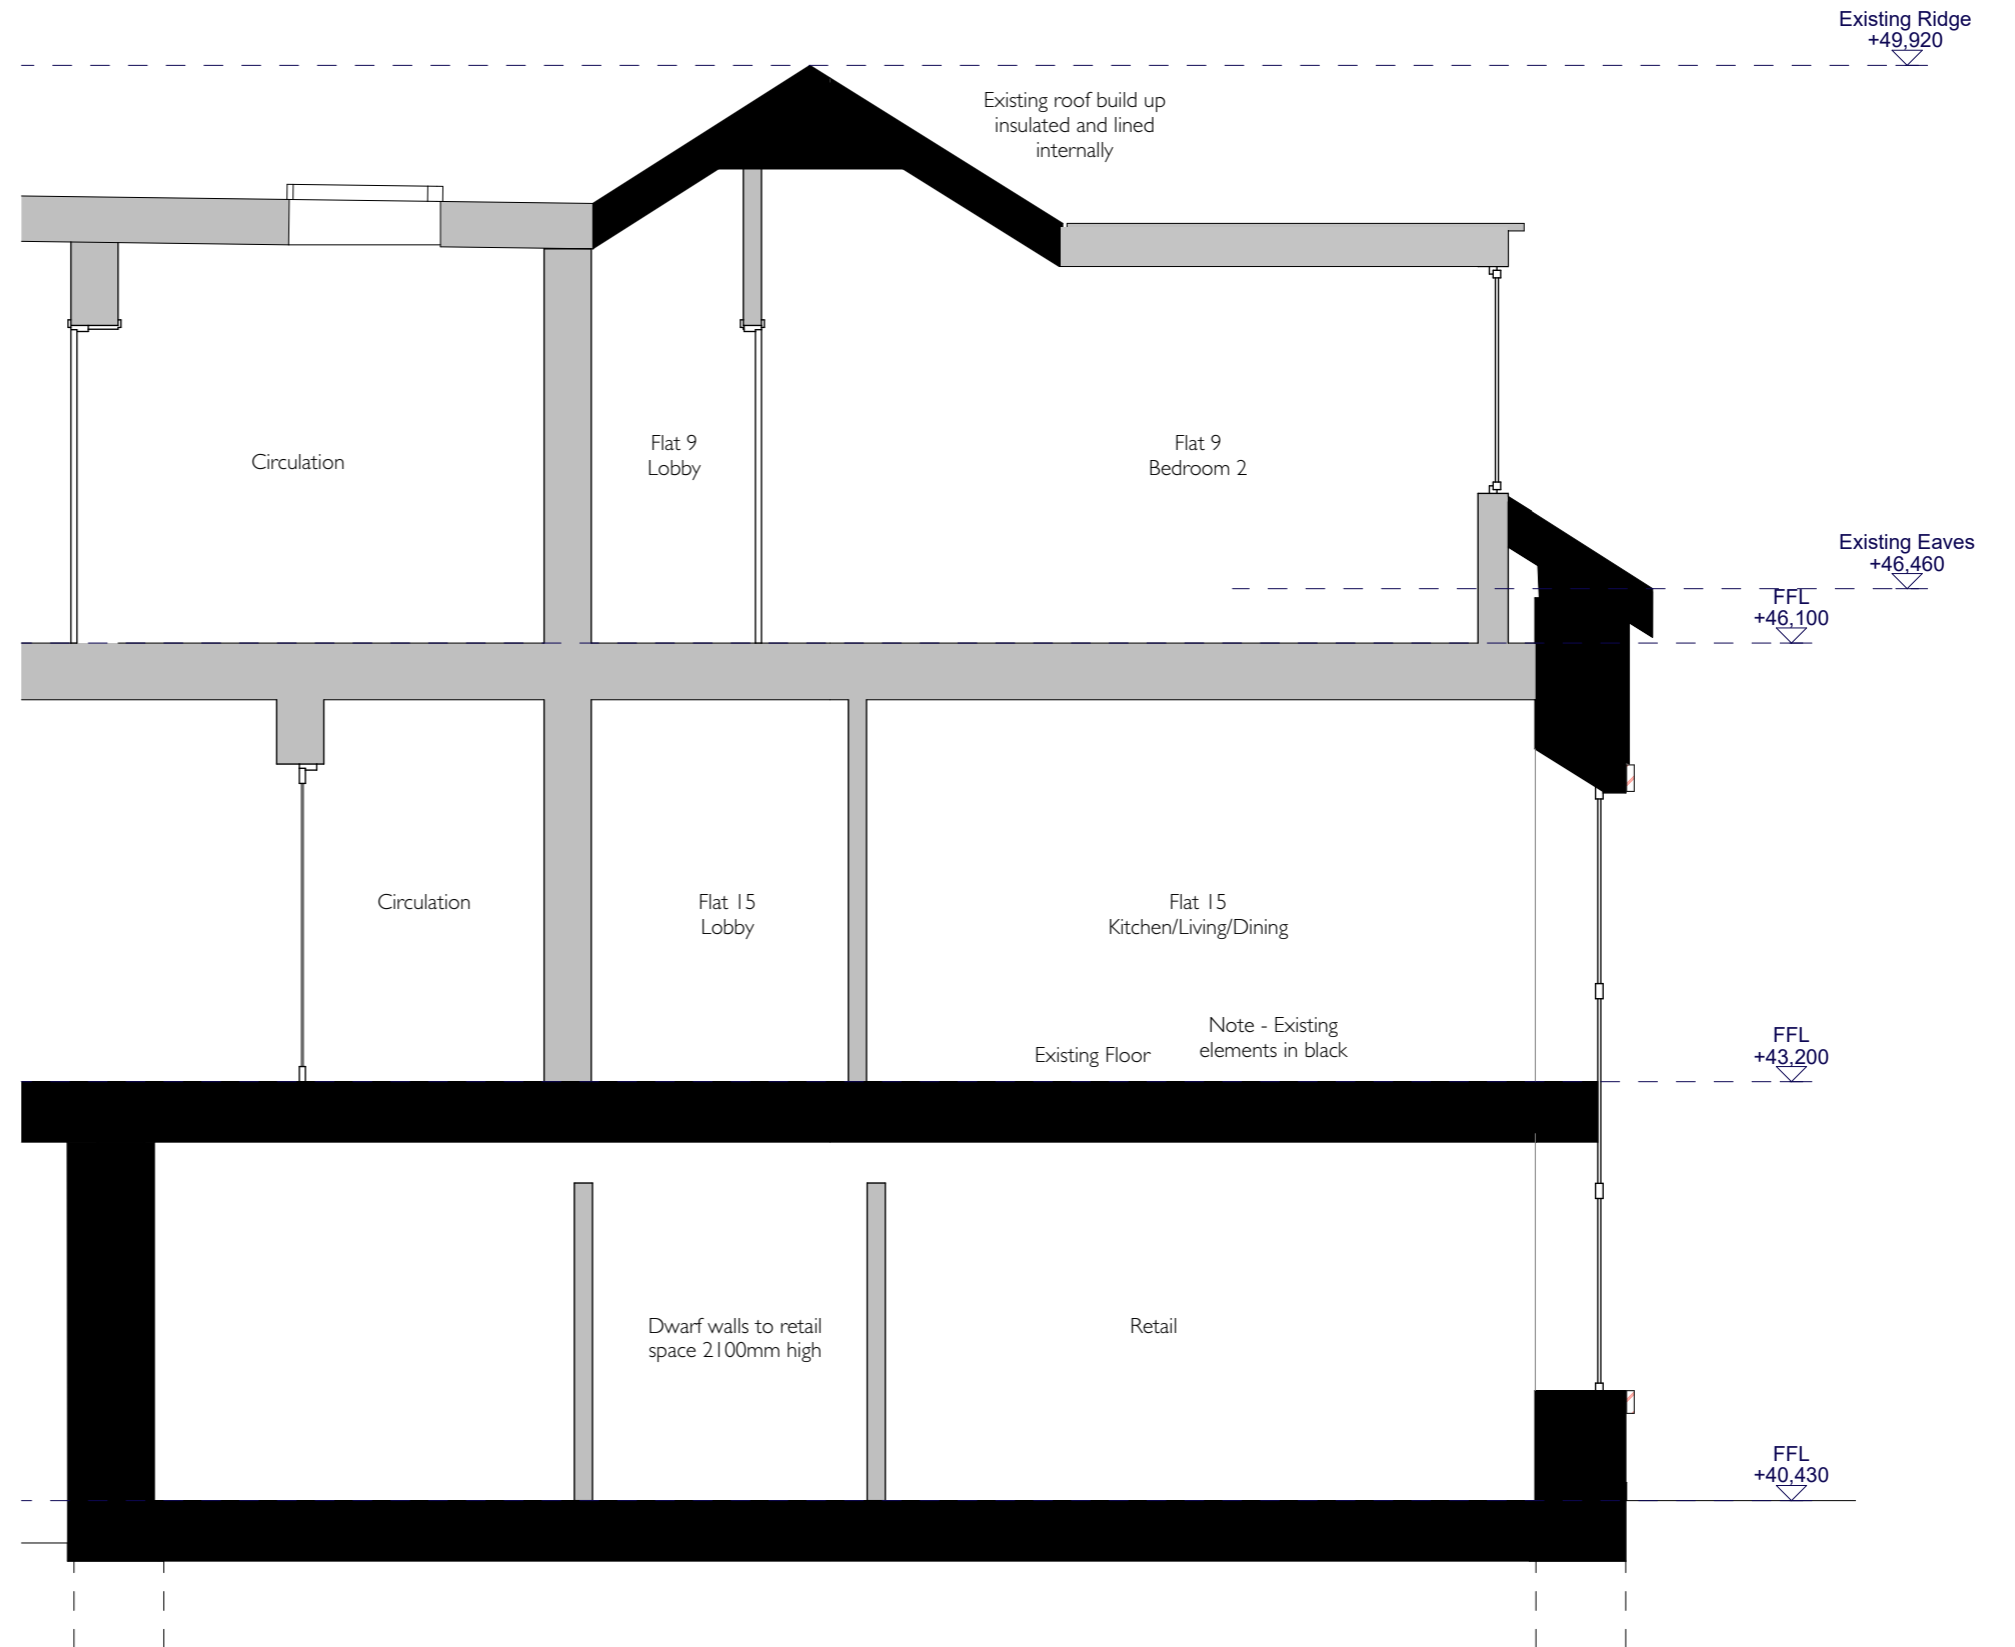 Existing Ridge
+49,920
Existing roof build up
insulated and lined
internally
Circulation
Flat 9
Lobby
Flat 9
Bedroom 2
Existing Eaves
+46,460
FFL
+46,100
Circulation
Flat 15
Lobby
Flat 15
Kitchen/Living/Dining
Existing Floor
Note - Existing
elements in black
FFL
+43,200
Dwarf walls to retail
space 2100mm high
Retail
FFL
+40,430